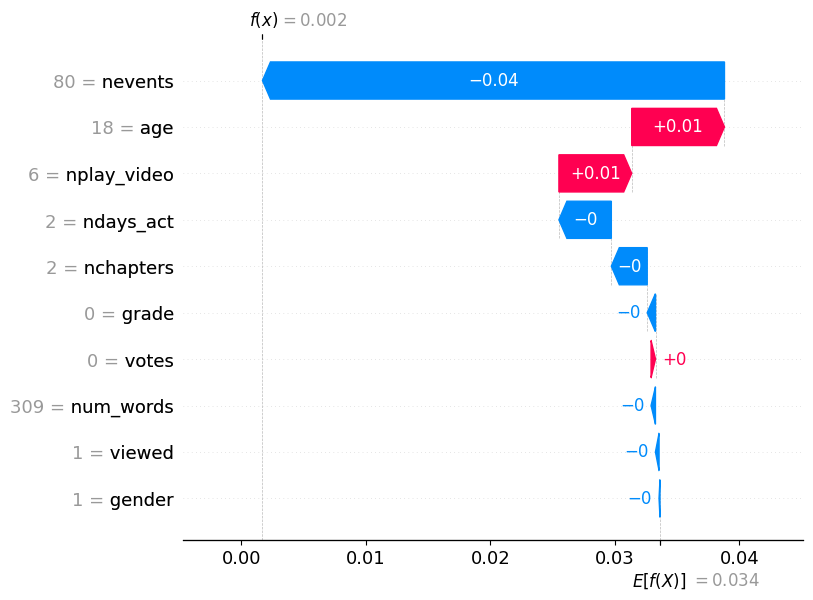 f(x) = 0.002
80 = nevents
−0.04
18 = age
+0.01
6 = nplay_video
+0.01
2 = ndays_act
−0
2 = nchapters
−0
0 = grade
−0
0 = votes
+0
309 = num_words
−0
1 = viewed
−0
1 = gender
−0
0.00 0.01 0.02 0.03 0.04
E[f(X)] = 0.034